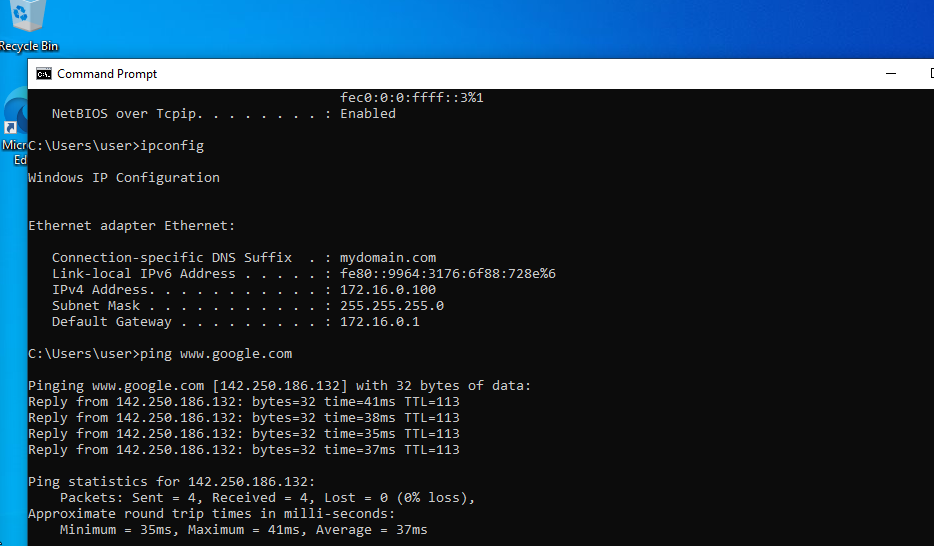 Recycle Bin
Command Prompt
fec0:0:0:ffff::3%1
NetBIOS over Tcpip. . . . . . . . : Enabled
Micr
Ed
C:\Users\user>ipconfig
Windows IP Configuration
Ethernet adapter Ethernet:
Connection-specific DNS Suffix  . : mydomain.com
Link-local IPv6 Address . . . . . : fe80::9964:3176:6f88:728e%6
IPv4 Address. . . . . . . . . . . : 172.16.0.100
Subnet Mask . . . . . . . . . . . : 255.255.255.0
Default Gateway . . . . . . . . . : 172.16.0.1
C:\Users\user>ping www.google.com
Pinging www.google.com [142.250.186.132] with 32 bytes of data:
Reply from 142.250.186.132: bytes=32 time=41ms TTL=113
Reply from 142.250.186.132: bytes=32 time=38ms TTL=113
Reply from 142.250.186.132: bytes=32 time=35ms TTL=113
Reply from 142.250.186.132: bytes=32 time=37ms TTL=113
Ping statistics for 142.250.186.132:
Packets: Sent = 4, Received = 4, Lost = 0 (0% loss),
Approximate round trip times in milli-seconds:
Minimum = 35ms, Maximum = 41ms, Average = 37ms